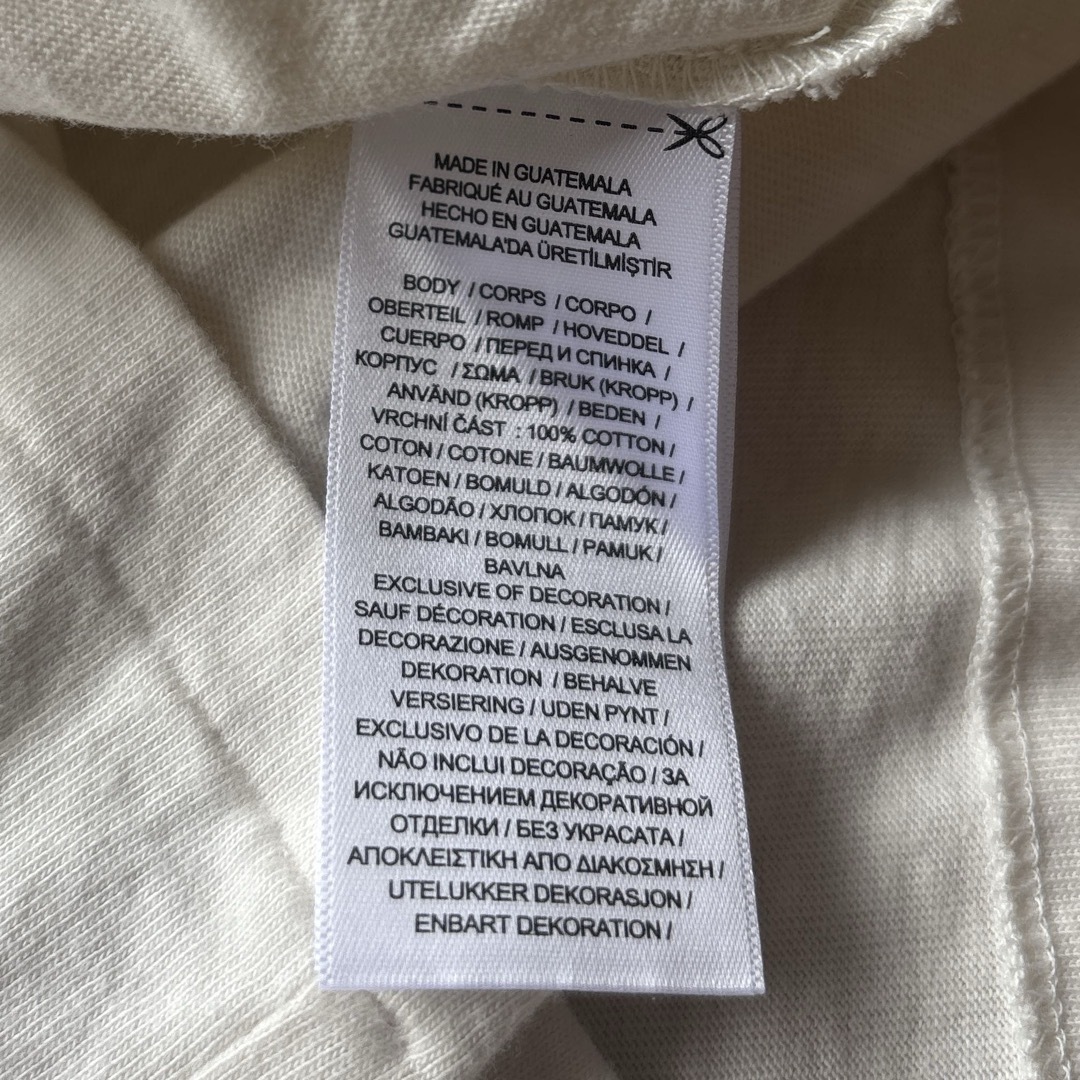 MADE IN GUATEMALA
FABRIQUÉ AU GUATEMALA
HECHO EN GUATEMALA
GUATEMALA'DA ÜRETİLMİŞTİR
BODY / CORPS / CORPO /
OBERTEIL / ROMP / HOVEDDEL /
CUERPO / ПЕРЕД И СПИНКА /
КОРПУС / ΣΩΜΑ / BRUK (KROPP) /
ANVÄND (KROPP) / BEDEN /
VRCHNÍ ČÁST : 100% COTTON /
COTON / COTONE / BAUMWOLLE /
KATOEN / BOMULD / ALGODÓN /
ALGODÃO / ХЛОПОК / ПАМУК /
BAMBAKI / BOMULL / PAMUK /
BAVLNA
EXCLUSIVE OF DECORATION /
SAUF DÉCORATION / ESCLUSA LA
DECORAZIONE / AUSGENOMMEN
DEKORATION / BEHALVE
VERSIERING / UDEN PYNT /
EXCLUSIVO DE LA DECORACIÓN /
NÃO INCLUI DECORAÇÃO / ЗА
ИСКЛЮЧЕНИЕМ ДЕКОРАТИВНОЙ
ОТДЕЛКИ / БЕЗ УКРАСАТА /
ΑΠΟΚΛΕΙΣΤΙΚΗ ΑΠΟ ΔΙΑΚΟΣΜΗΣΗ /
UTELUKKER DEKORASJON /
ENBART DEKORATION /